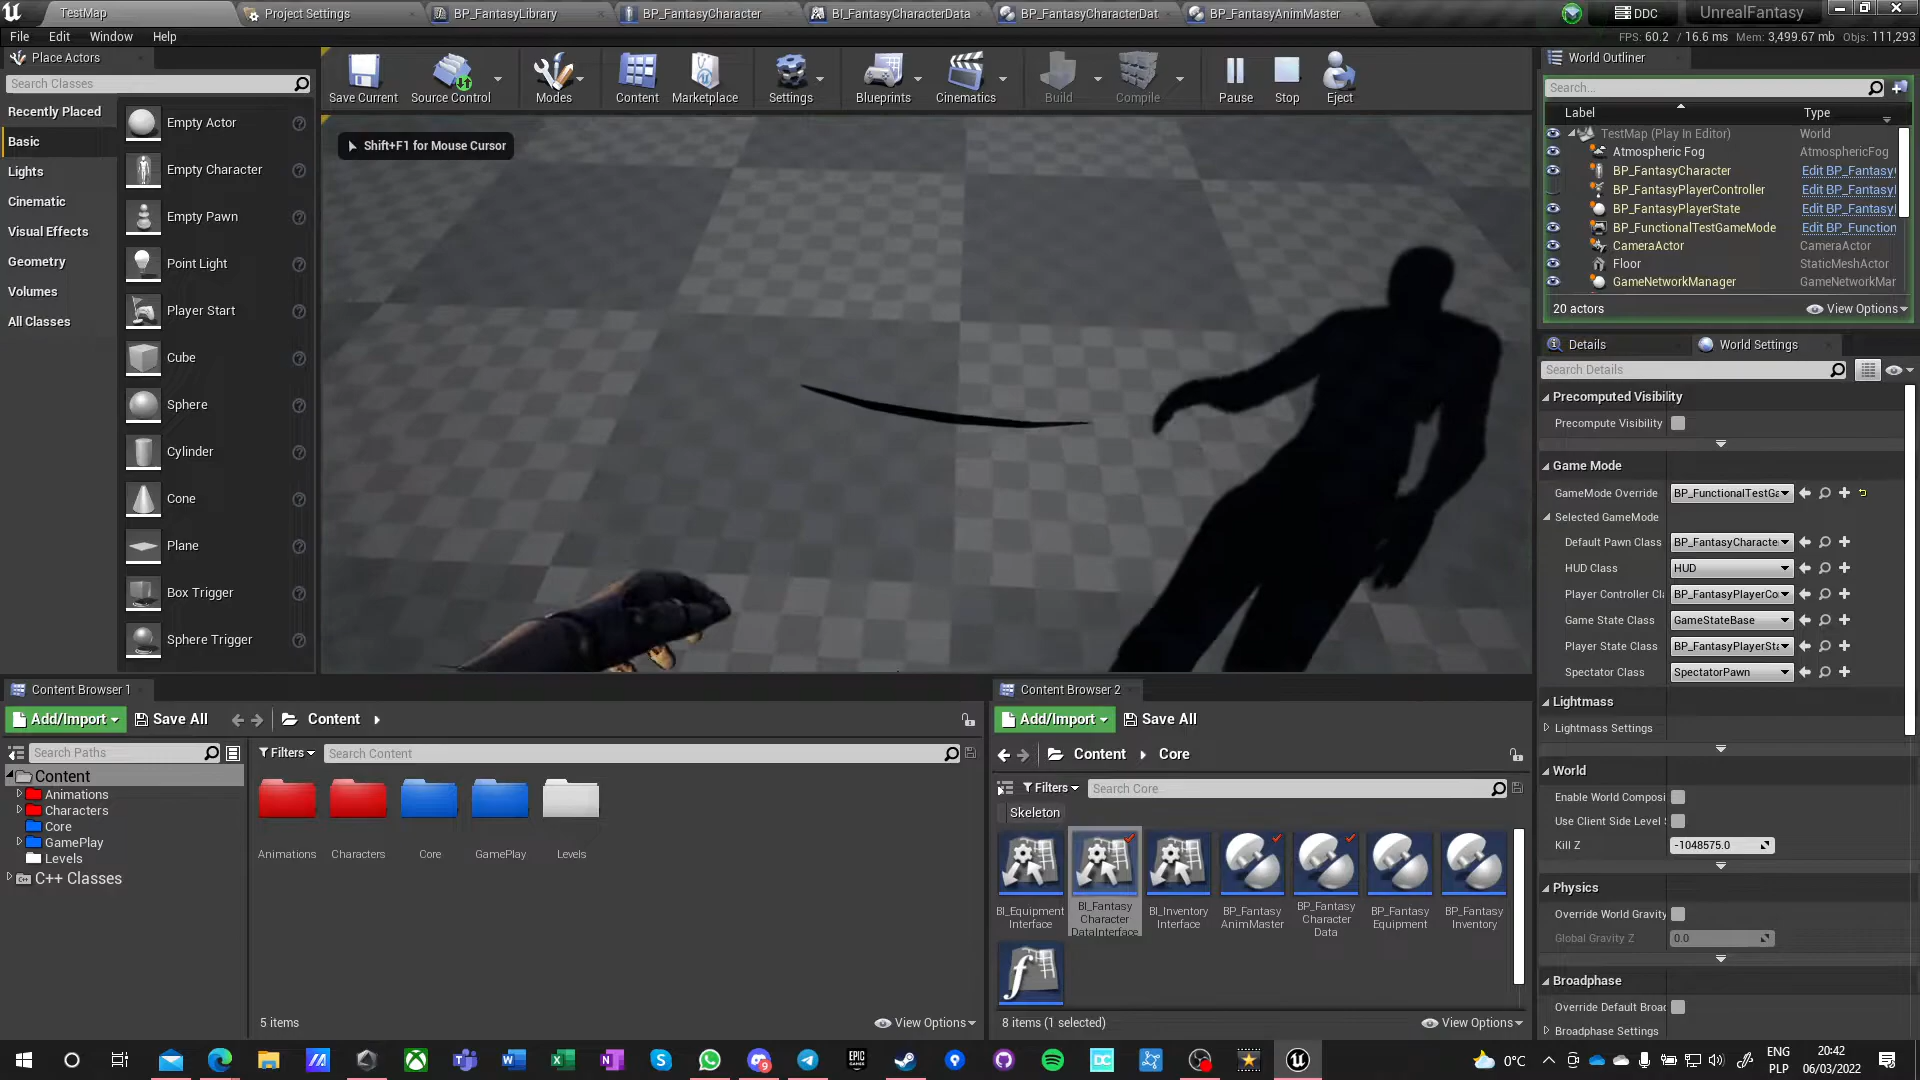 TestMap
Project Settings
BP_FantasyLibrary
BP_FantasyCharacter
BI_FantasyCharacterData
BP_FantasyCharacterDat
BP_FantasyAnimMaster
DDC
UnrealFantasy
File Edit Window Help
FPS: 60.2 / 16.6 ms Mem: 3,499.67 mb Objs: 111,293
Place Actors
Search Classes
Recently Placed
Basic
Lights
Cinematic
Visual Effects
Geometry
Volumes
All Classes
Empty Actor
Empty Character
Empty Pawn
Point Light
Player Start
Cube
Sphere
Cylinder
Cone
Plane
Box Trigger
Sphere Trigger
Save Current
Source Control
Modes
Content
Marketplace
Settings
Blueprints
Cinematics
Build
Compile
Pause
Stop
Eject
Shift+F1 for Mouse Cursor
World Outliner
Search...
Label Type
TestMap (Play In Editor) World
Atmospheric Fog AtmosphericFog
BP_FantasyCharacter Edit BP_Fantasy
BP_FantasyPlayerController Edit BP_Fantasy
BP_FantasyPlayerState Edit BP_Fantasy
BP_FunctionalTestGameMode Edit BP_Function
CameraActor CameraActor
Floor StaticMeshActor
GameNetworkManager GameNetworkMar
20 actors View Options
Details World Settings
Search Details
Precomputed Visibility
Precompute Visibility
Game Mode
GameMode Override BP_FunctionalTestGa
Selected GameMode
Default Pawn Class BP_FantasyCharacte
HUD Class HUD
Player Controller Cl BP_FantasyPlayerCo
Game State Class GameStateBase
Player State Class BP_FantasyPlayerSta
Spectator Class SpectatorPawn
Lightmass
Lightmass Settings
World
Enable World Composi
Use Client Side Level S
Kill Z -1048575.0
Physics
Override World Gravity
Global Gravity Z 0.0
Broadphase
Override Default Broad
Broadphase Settings
Content Browser 1
Add/Import Save All Content
Search Paths
Filters Search Content
Content
Animations
Characters
Core
GamePlay
Levels
C++ Classes
Animations Characters Core GamePlay Levels
5 items View Options
Content Browser 2
Add/Import Save All
Content Core
Filters Search Core
Skeleton
BI_Equipment
Interface
BI_Fantasy
Character
DataInterface
BI_Inventory
Interface
BP_Fantasy
AnimMaster
BP_Fantasy
Character
Data
BP_Fantasy
Equipment
BP_Fantasy
Inventory
8 items (1 selected) View Options
EPIC
GAMES
DC
0°C
ENG
PLP
20:42
06/03/2022